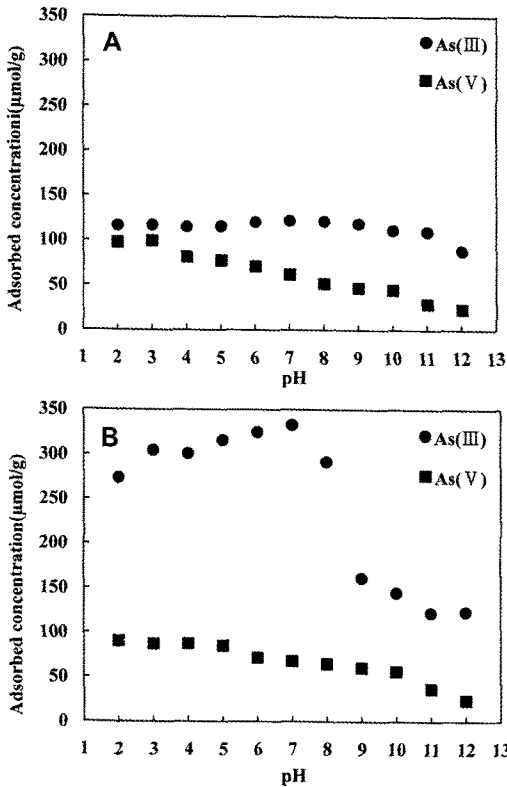 A
As(Ⅲ)
As(Ⅴ)
Adsorbed concentrationi(μmol/g)
350
300
250
200
150
100
50
0
1 2 3 4 5 6 7 8 9 10 11 12 13
pH
B
As(Ⅲ)
As(Ⅴ)
Adsorbed concentration(μmol/g)
350
300
250
200
150
100
50
0
1 2 3 4 5 6 7 8 9 10 11 12 13
pH